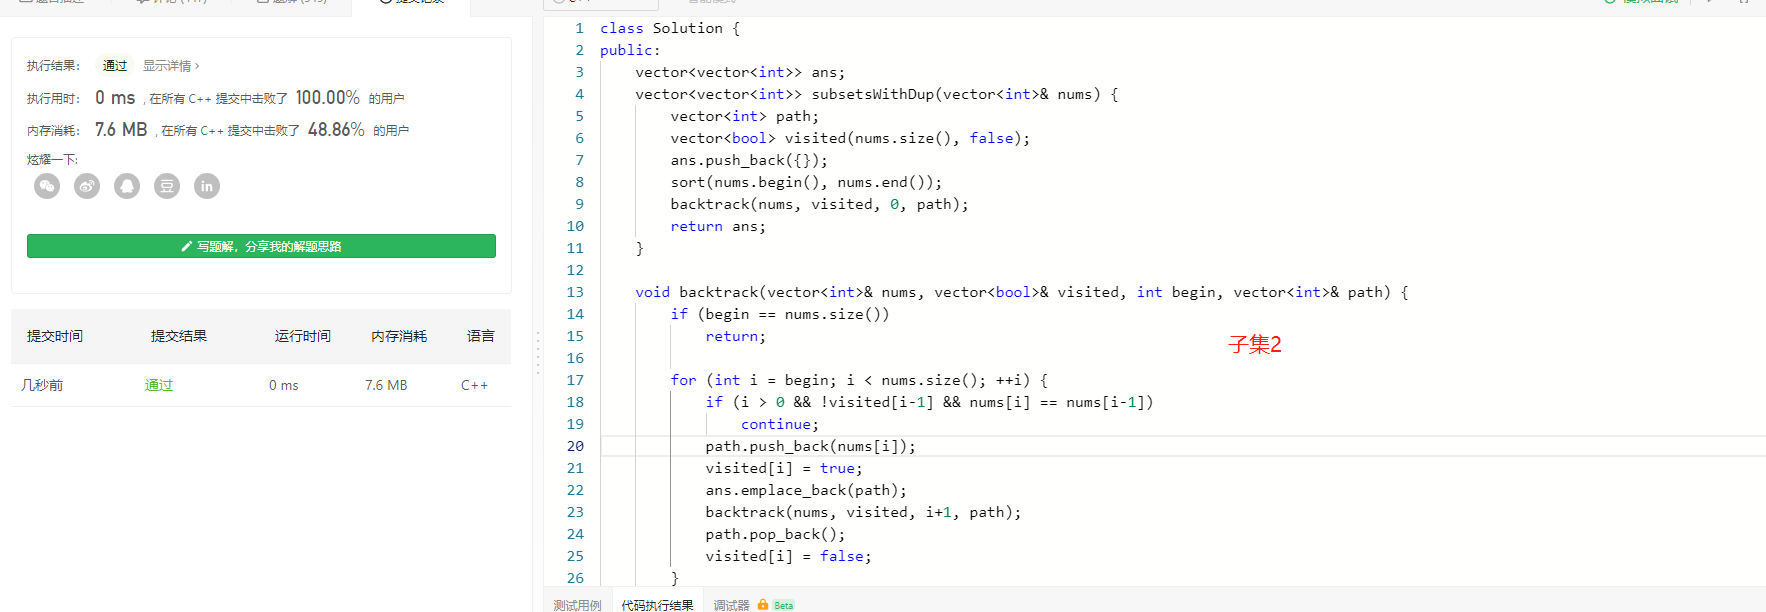 执行结果： 通过 显示详情 ›
执行用时： 0 ms , 在所有 C++ 提交中击败了 100.00% 的用户
内存消耗： 7.6 MB , 在所有 C++ 提交中击败了 48.86% 的用户
炫耀一下:
豆 in
写题解，分享我的解题思路
提交时间 提交结果 运行时间 内存消耗 语言
几秒前 通过 0 ms 7.6 MB C++
1 class Solution {
2 public:
3 vector<vector<int>> ans;
4 vector<vector<int>> subsetsWithDup(vector<int>& nums) {
5 vector<int> path;
6 vector<bool> visited(nums.size(), false);
7 ans.push_back({});
8 sort(nums.begin(), nums.end());
9 backtrack(nums, visited, 0, path);
10 return ans;
11 }
12
13 void backtrack(vector<int>& nums, vector<bool>& visited, int begin, vector<int>& path) {
14 if (begin == nums.size())
15 return;
子集2
16
17 for (int i = begin; i < nums.size(); ++i) {
18 if (i > 0 && !visited[i-1] && nums[i] == nums[i-1])
19 continue;
20 path.push_back(nums[i]);
21 visited[i] = true;
22 ans.emplace_back(path);
23 backtrack(nums, visited, i+1, path);
24 path.pop_back();
25 visited[i] = false;
26 }
测试用例 代码执行结果 调试器 Beta